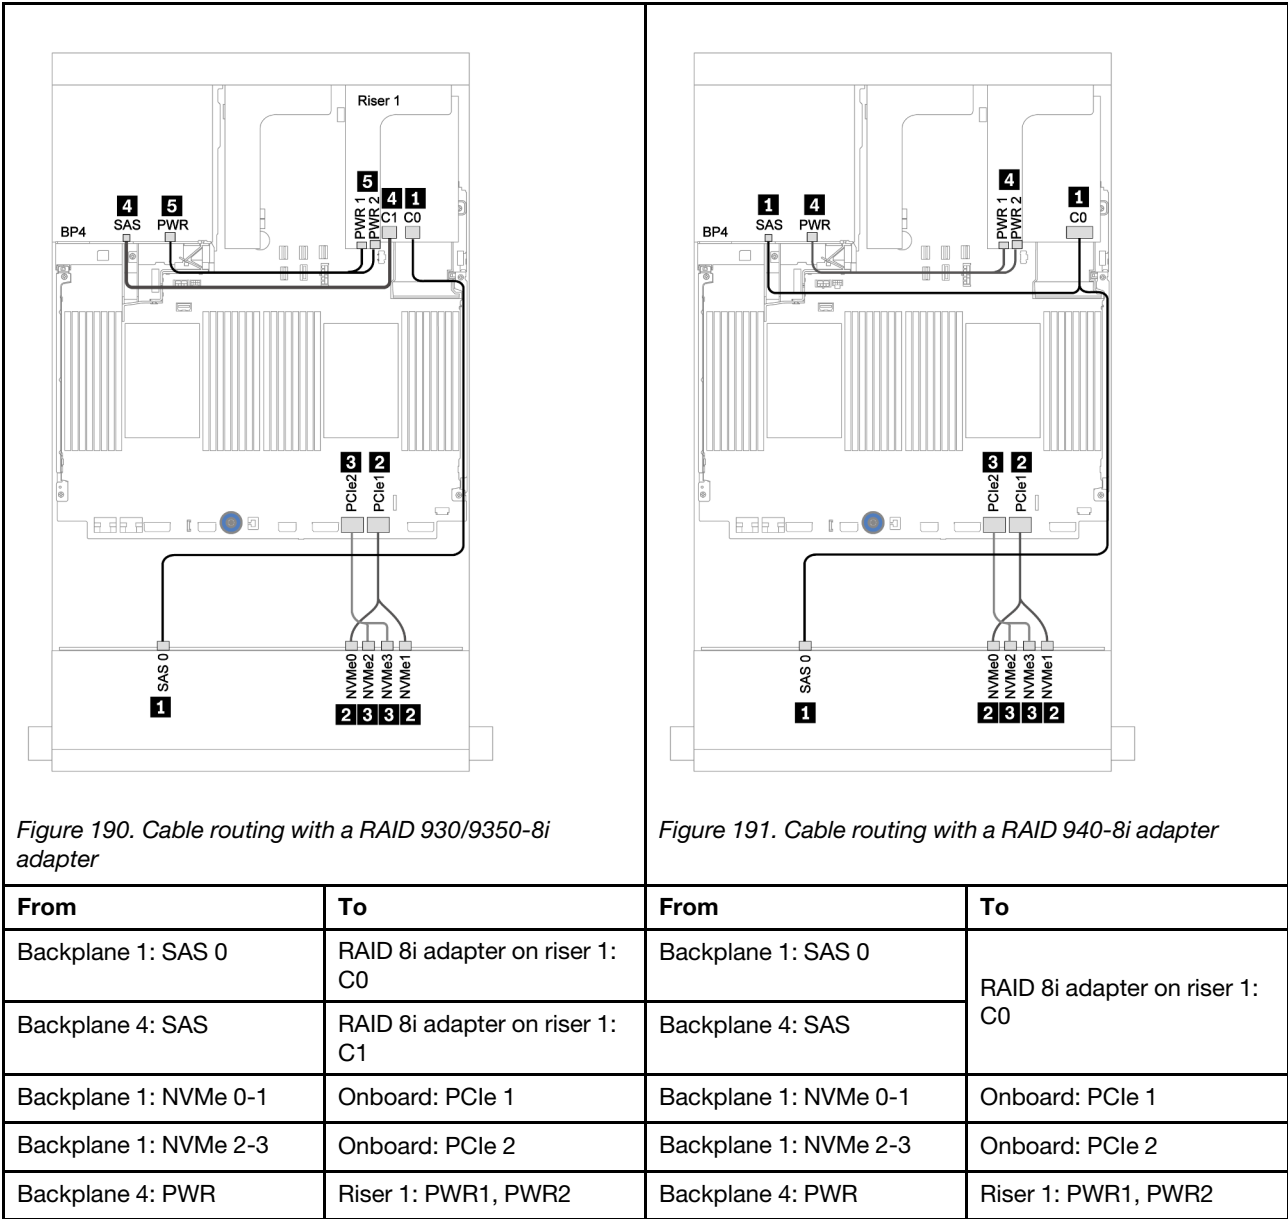 Riser 1
5
4
1
4
5
SAS
PWR
PWR 1
PWR 2
C1
C0
BP4
3
2
PCIe2
PCIe1
SAS 0
NVMe0
NVMe2
NVMe3
NVMe1
1
2 3 3 2
Figure 190. Cable routing with a RAID 930/9350-8i
adapter
4
1
1
4
SAS
PWR
PWR 1
PWR 2
C0
BP4
3
2
PCIe2
PCIe1
SAS 0
NVMe0
NVMe2
NVMe3
NVMe1
1
2 3 3 2
Figure 191. Cable routing with a RAID 940-8i adapter
From
To
From
To
Backplane 1: SAS 0
RAID 8i adapter on riser 1:
C0
Backplane 1: SAS 0
RAID 8i adapter on riser 1:
C0
Backplane 4: SAS
RAID 8i adapter on riser 1:
C1
Backplane 4: SAS
Backplane 1: NVMe 0-1
Onboard: PCIe 1
Backplane 1: NVMe 0-1
Onboard: PCIe 1
Backplane 1: NVMe 2-3
Onboard: PCIe 2
Backplane 1: NVMe 2-3
Onboard: PCIe 2
Backplane 4: PWR
Riser 1: PWR1, PWR2
Backplane 4: PWR
Riser 1: PWR1, PWR2